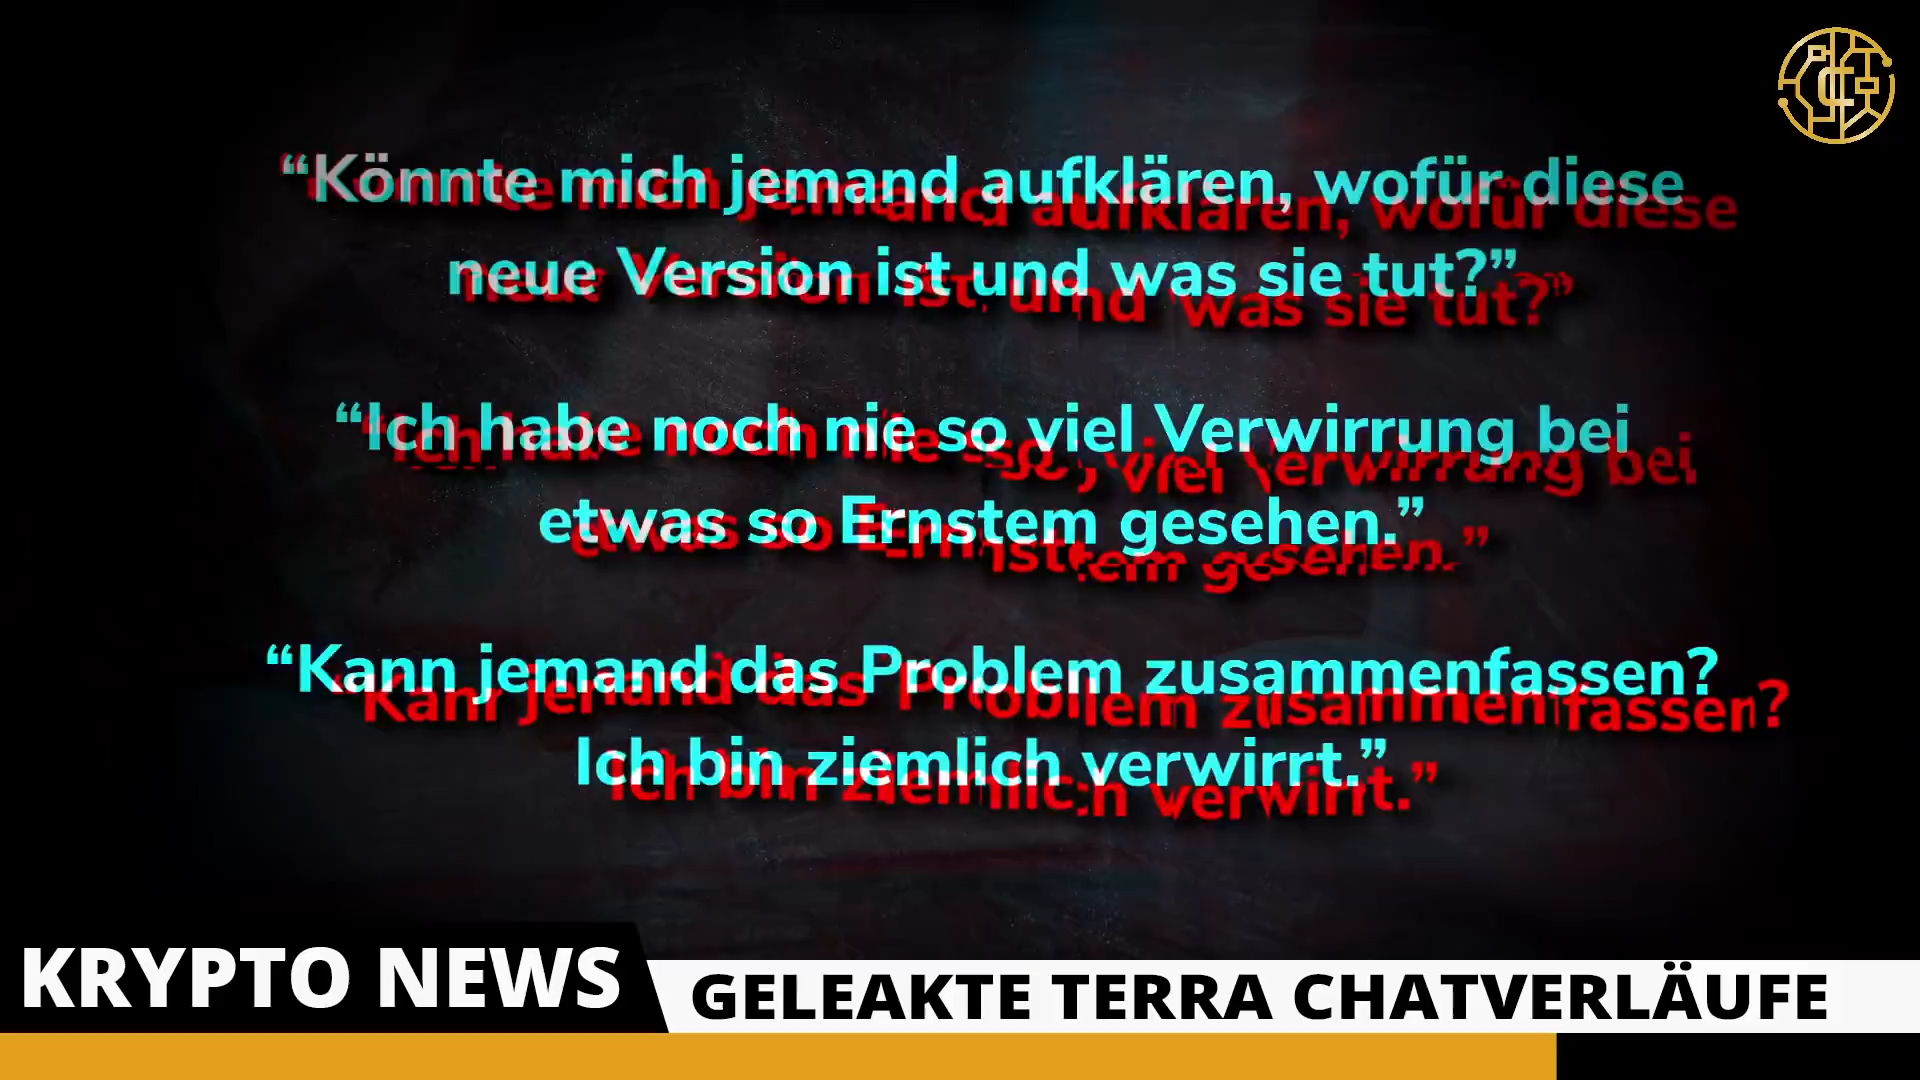 “Könnte mich jemand aufklären, wofür diese
neue Version ist und was sie tut?”
“Ich habe noch nie so viel Verwirrung bei
etwas so Ernstem gesehen.”
“Kann jemand das Problem zusammenfassen?
Ich bin ziemlich verwirrt.”
KRYPTO NEWS
GELEAKTE TERRA CHATVERLÄUFE